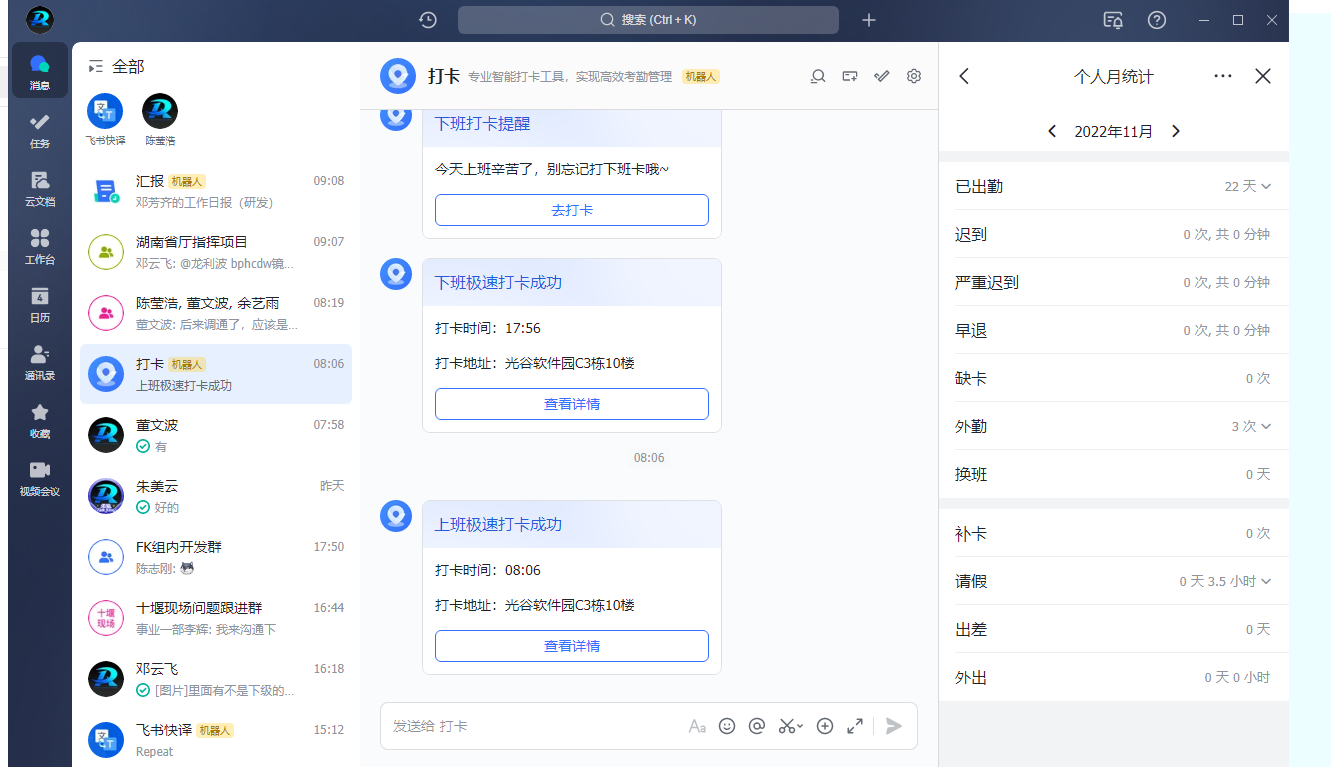 搜索 (Ctrl + K)
消息
任务
云文档
工作台
4
日历
通讯录
收藏
视频会议
全部
飞书快译
陈莹浩
汇报 机器人 09:08
邓芳齐的工作日报（研发）
湖南省厅指挥项目 09:07
邓云飞: @龙利波 bphcdw镜...
陈莹浩, 董文波, 余艺雨 08:19
董文波: 后来调通了，应该是...
打卡 机器人 08:06
上班极速打卡成功
董文波 07:58
有
朱美云 昨天
好的
FK组内开发群 17:50
陈志刚:
十堰
现场
十堰现场问题跟进群 16:44
事业一部李辉: 我来沟通下
邓云飞 16:18
[图片]里面有不是下级的...
飞书快译 机器人 15:12
Repeat
打卡 专业智能打卡工具，实现高效考勤管理 机器人
下班打卡提醒
今天上班辛苦了，别忘记打下班卡哦~
去打卡
下班极速打卡成功
打卡时间：17:56
打卡地址：光谷软件园C3栋10楼
查看详情
08:06
上班极速打卡成功
打卡时间：08:06
打卡地址：光谷软件园C3栋10楼
查看详情
发送给 打卡
Aa
个人月统计
2022年11月
已出勤 22 天
迟到 0 次, 共 0 分钟
严重迟到 0 次, 共 0 分钟
早退 0 次, 共 0 分钟
缺卡 0 次
外勤 3 次
换班 0 天
补卡 0 次
请假 0 天 3.5 小时
出差 0 天
外出 0 天 0 小时